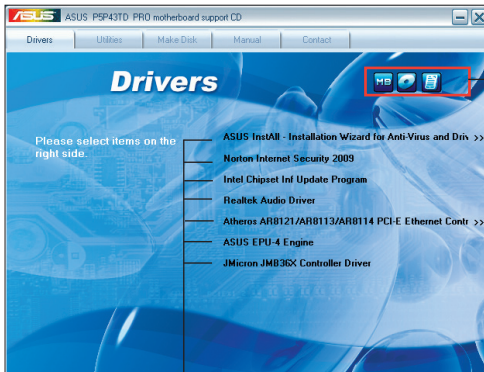 ASUS ASUS P5P43TD PRO motherboard support CD
Drivers Utilities Make Disk Manual Contact
Drivers
MB
Please select items on the
right side.
ASUS InstAll - Installation Wizard for Anti-Virus and Driv >>
Norton Internet Security 2009
Intel Chipset Inf Update Program
Realtek Audio Driver
Atheros AR8121/AR8113/AR8114 PCI-E Ethernet Contr >>
ASUS EPU-4 Engine
JMicron JMB36X Controller Driver